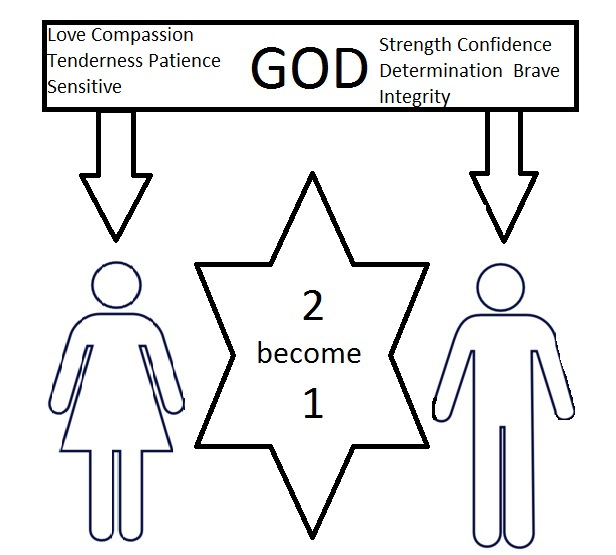 Love Compassion
Tenderness Patience
Sensitive
GOD
Strength Confidence
Determination Brave
Integrity
2
become
1